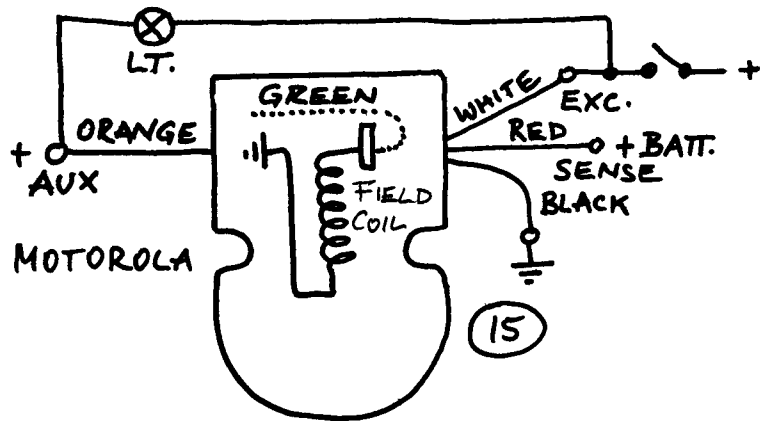 LT.
GREEN
WHITE
EXC.
+
ORANGE
RED
+
AUX
+ BATT.
SENSE
FIELD
COIL
BLACK
MOTOROLA
15